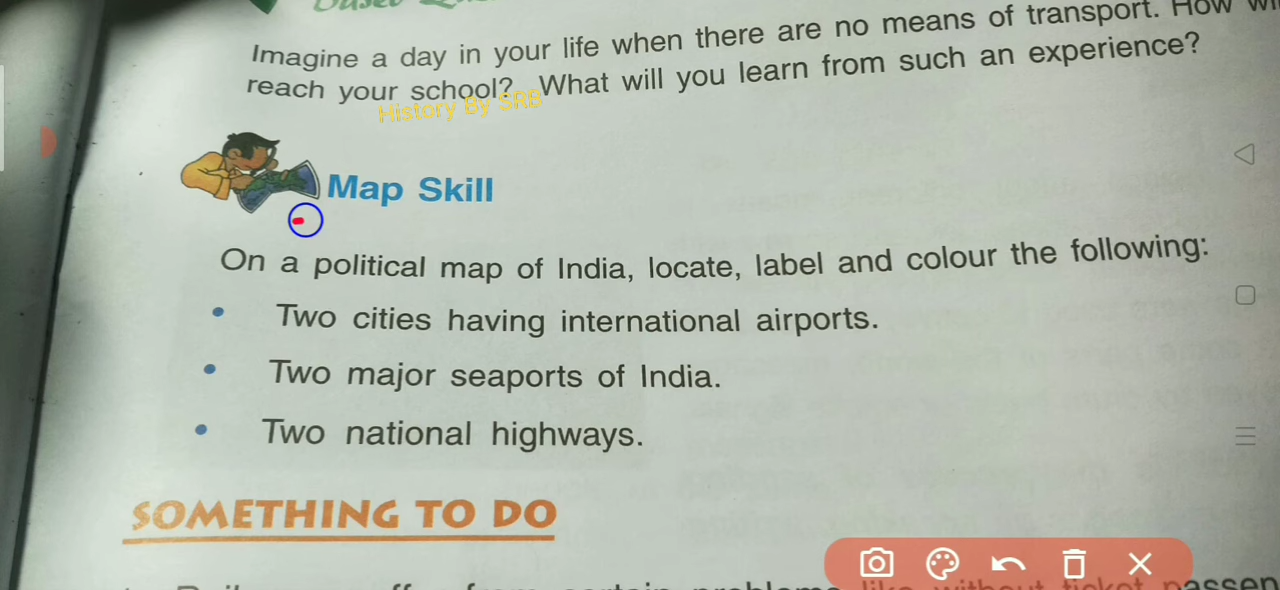 Imagine a day in your life when there are no means of transport. How
reach your school? What will you learn from such an experience?
History By SRB
Map Skill
On a political map of India, locate, label and colour the following:
• Two cities having international airports.
• Two major seaports of India.
• Two national highways.
SOMETHING TO DO